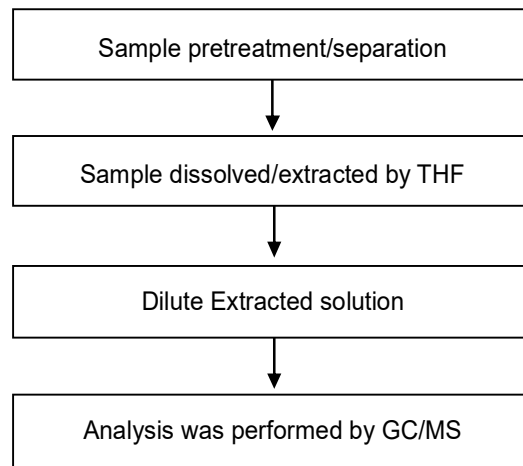 Sample pretreatment/separation
Sample dissolved/extracted by THF
Dilute Extracted solution
Analysis was performed by GC/MS